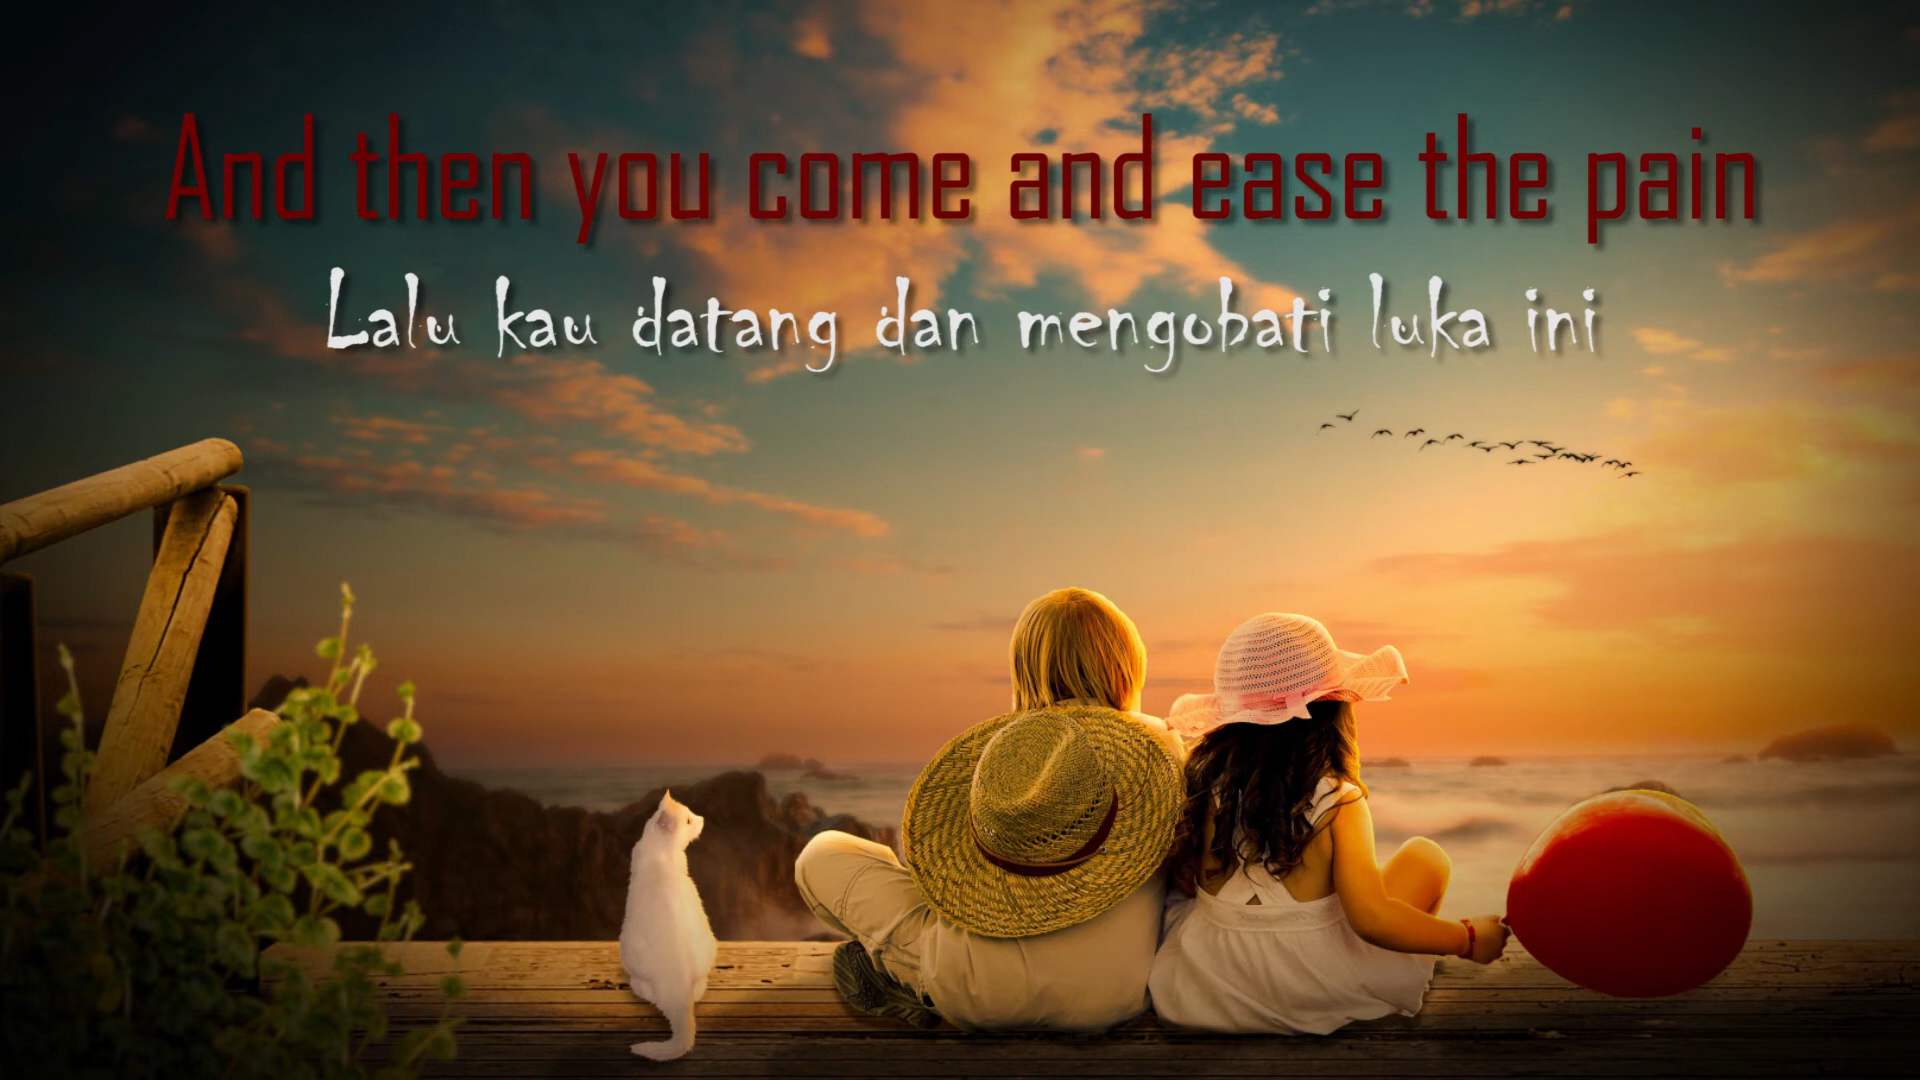 And then you come and ease the pain
Lalu kau datang dan mengobati luka ini